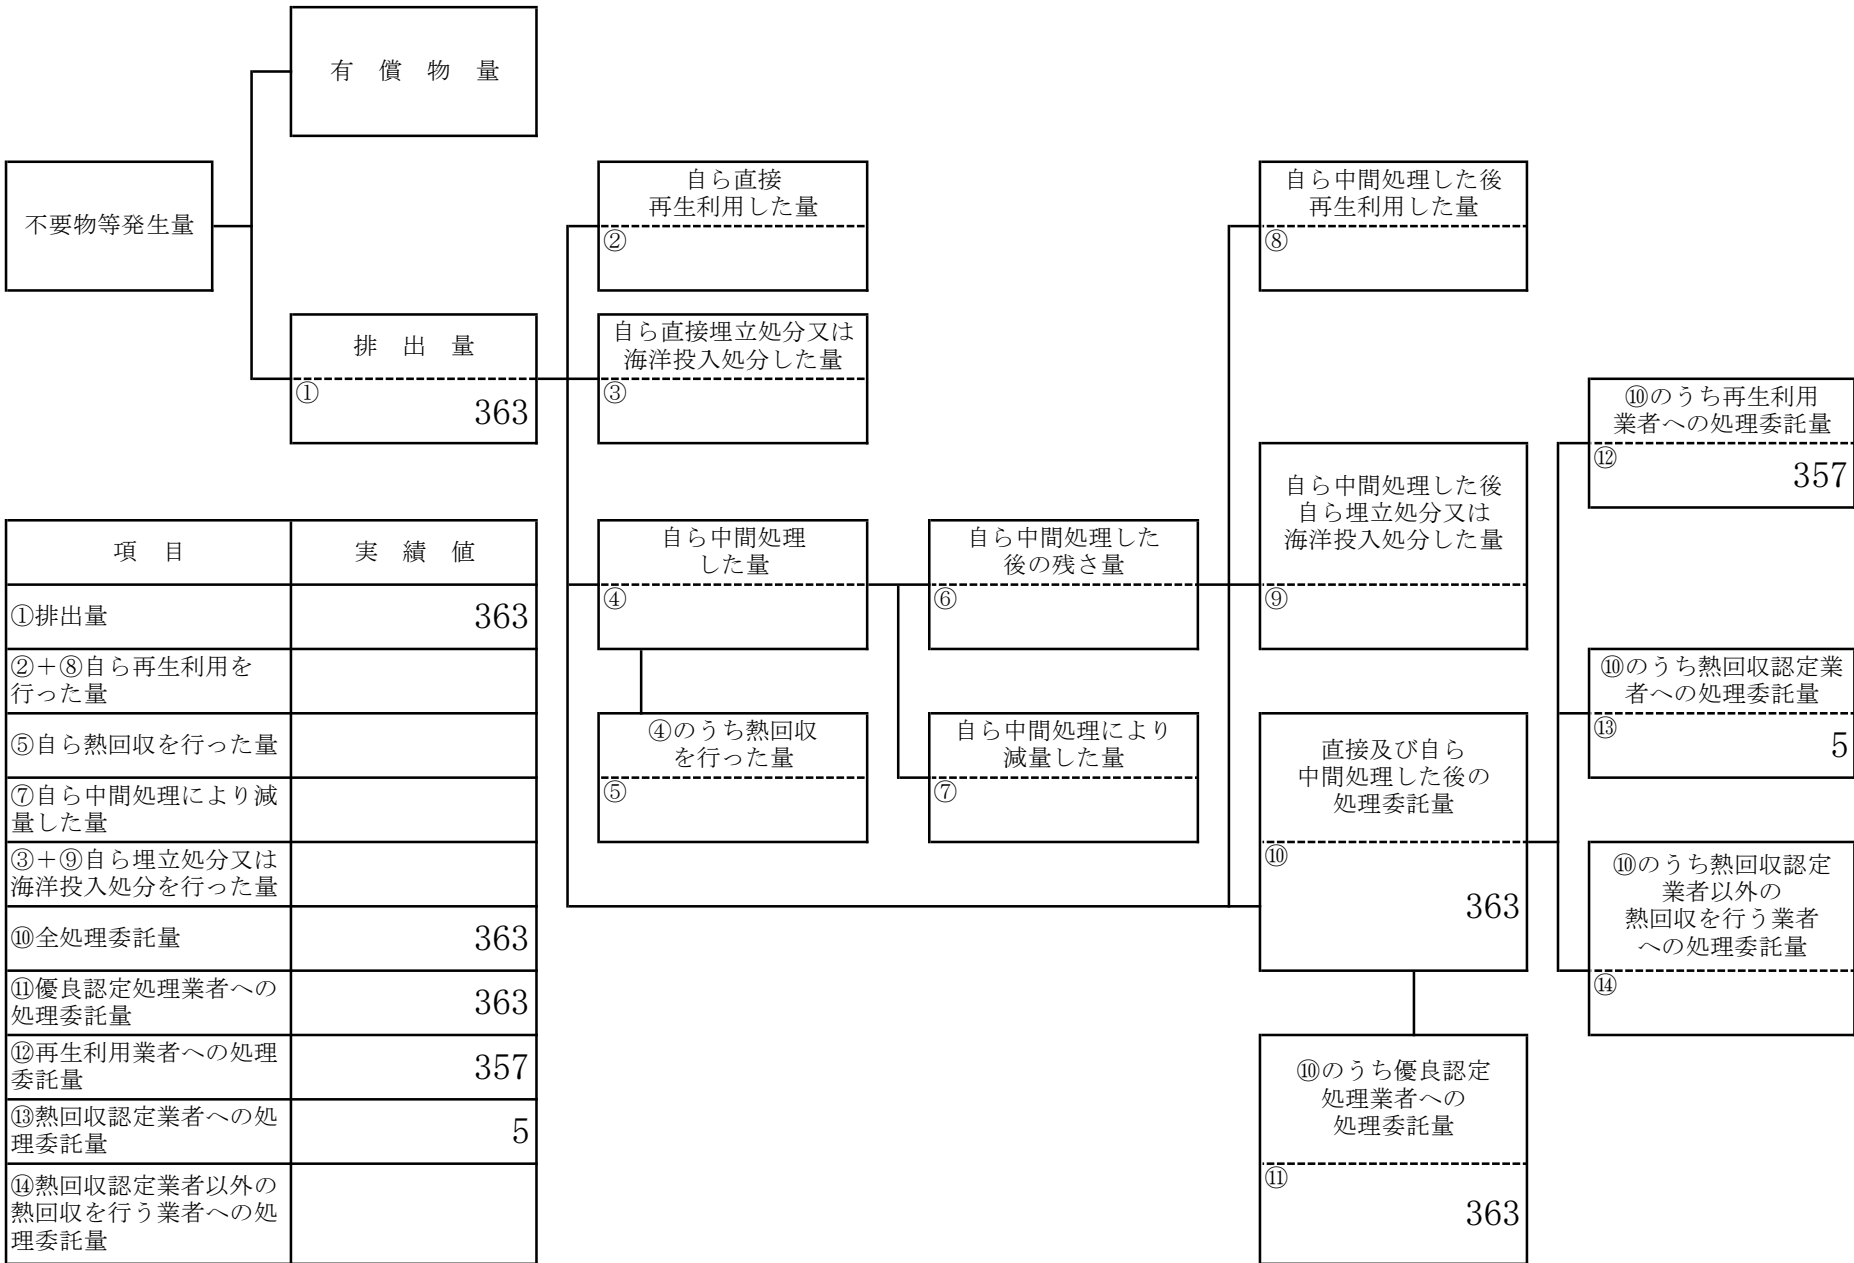 有 償 物 量
不要物等発生量
自ら直接
再生利用した量
②
自ら中間処理した後
再生利用した量
⑧
排 出 量
①
363
自ら直接埋立処分又は
海洋投入処分した量
③
⑩のうち再生利用
業者への処理委託量
⑫
357
自ら中間処理
した量
④
自ら中間処理した
後の残さ量
⑥
自ら中間処理した後
自ら埋立処分又は
海洋投入処分した量
⑨
⑩のうち熱回収認定業
者への処理委託量
⑬
5
④のうち熱回収
を行った量
⑤
自ら中間処理により
減量した量
⑦
直接及び自ら
中間処理した後の
処理委託量
⑩
363
⑩のうち熱回収認定
業者以外の
熱回収を行う業者
への処理委託量
⑭
⑩のうち優良認定
処理業者への
処理委託量
⑪
363
項 目 実 績 値
①排出量 363
②＋⑧自ら再生利用を
行った量
⑤自ら熱回収を行った量
⑦自ら中間処理により減
量した量
③＋⑨自ら埋立処分又は
海洋投入処分を行った量
⑩全処理委託量 363
⑪優良認定処理業者への
処理委託量 363
⑫再生利用業者への処理
委託量 357
⑬熱回収認定業者への処
理委託量 5
⑭熱回収認定業者以外の
熱回収を行う業者への処
理委託量